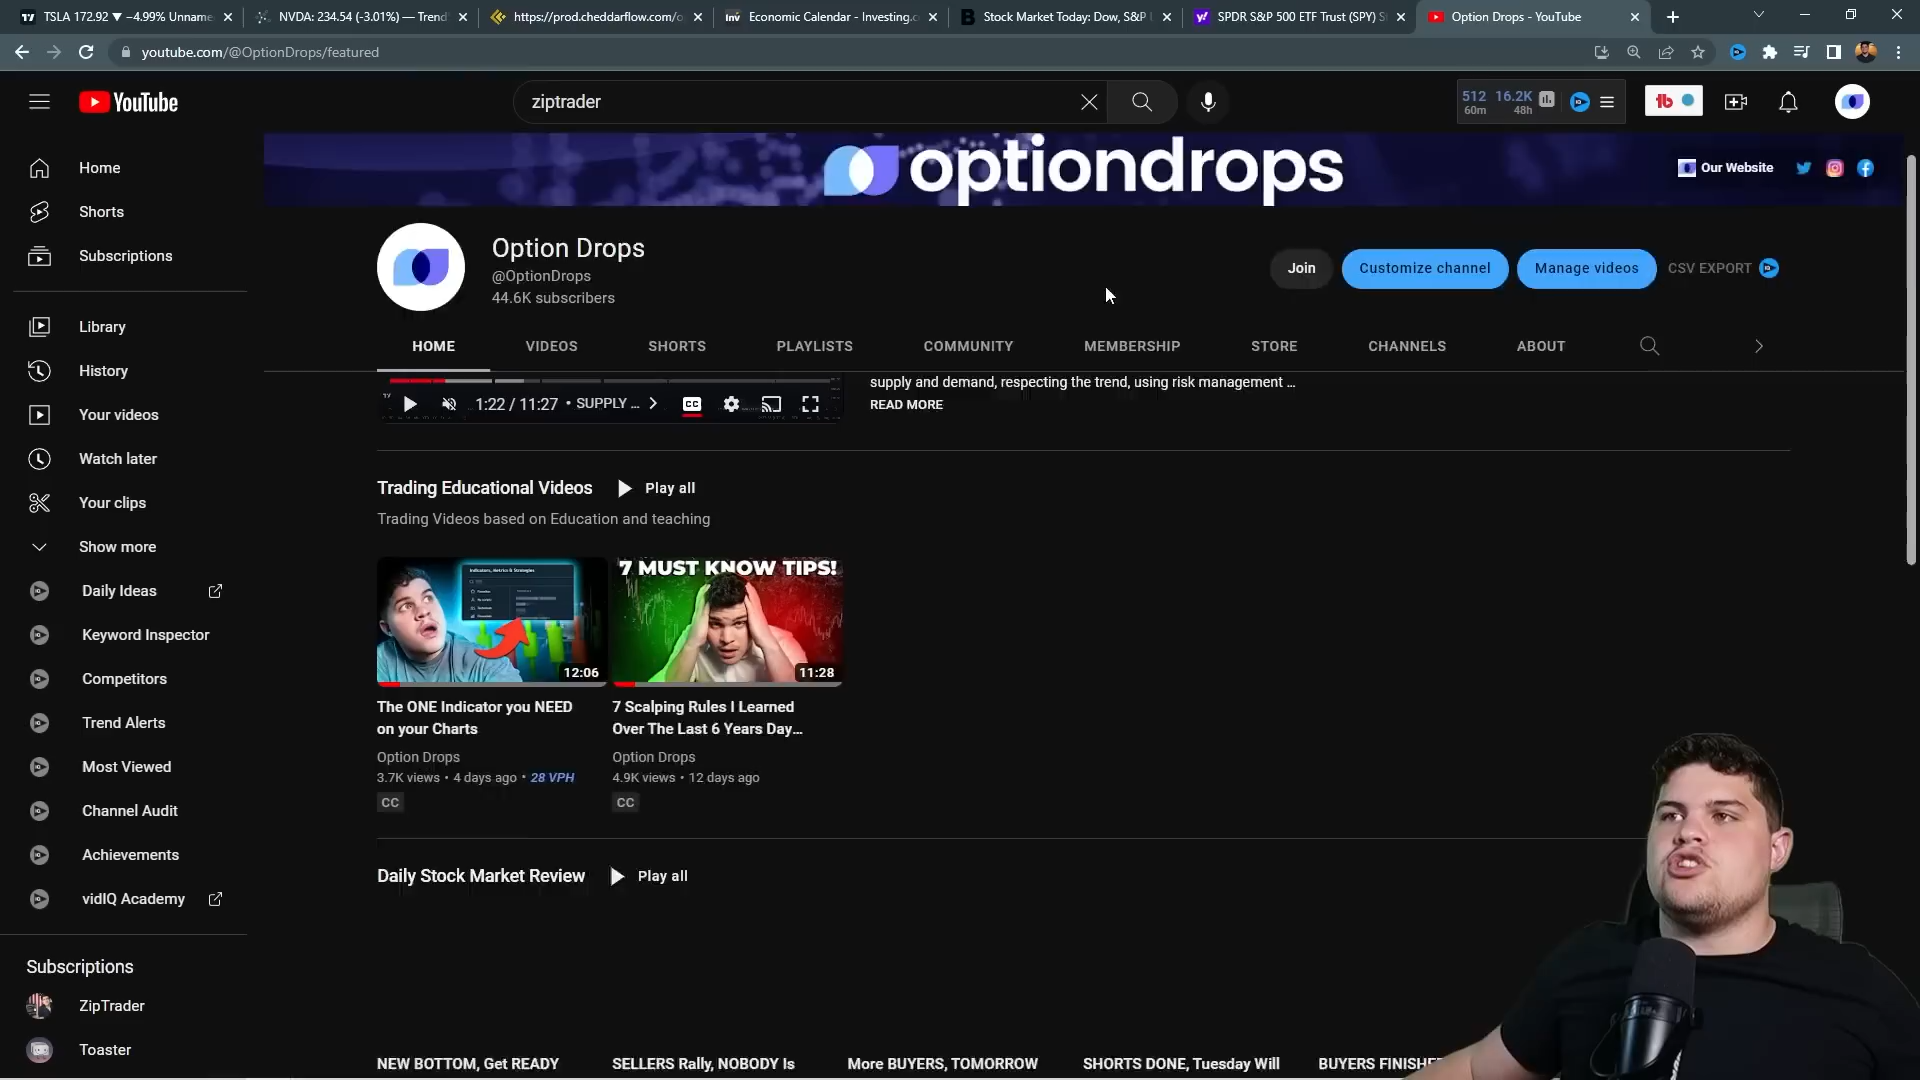 TSLA 172.92 ▼ −4.99% Unname
NVDA: 234.54 (-3.01%) — Trend
https://prod.cheddarflow.com/o
Economic Calendar - Investing.c
Stock Market Today: Dow, S&P
SPDR S&P 500 ETF Trust (SPY) S
Option Drops - YouTube
youtube.com/@OptionDrops/featured
YouTube
ziptrader
512
60m
16.2K
48h
optiondrops
Our Website
Option Drops
@OptionDrops
44.6K subscribers
Join
Customize channel
Manage videos
CSV EXPORT
HOME
VIDEOS
SHORTS
PLAYLISTS
COMMUNITY
MEMBERSHIP
STORE
CHANNELS
ABOUT
1:22 / 11:27 • SUPPLY ...
CC
supply and demand, respecting the trend, using risk management ...
READ MORE
Trading Educational Videos
Play all
Trading Videos based on Education and teaching
Indicators, Metrics & Strategies
12:06
The ONE Indicator you NEED
on your Charts
Option Drops
3.7K views • 4 days ago • 28 VPH
CC
7 MUST KNOW TIPS!
11:28
7 Scalping Rules I Learned
Over The Last 6 Years Day...
Option Drops
4.9K views • 12 days ago
CC
Daily Stock Market Review
Play all
NEW BOTTOM, Get READY
SELLERS Rally, NOBODY Is
More BUYERS, TOMORROW
SHORTS DONE, Tuesday Will
BUYERS FINISHE
Home
Shorts
Subscriptions
Library
History
Your videos
Watch later
Your clips
Show more
Daily Ideas
Keyword Inspector
Competitors
Trend Alerts
Most Viewed
Channel Audit
Achievements
vidIQ Academy
Subscriptions
ZipTrader
Toaster